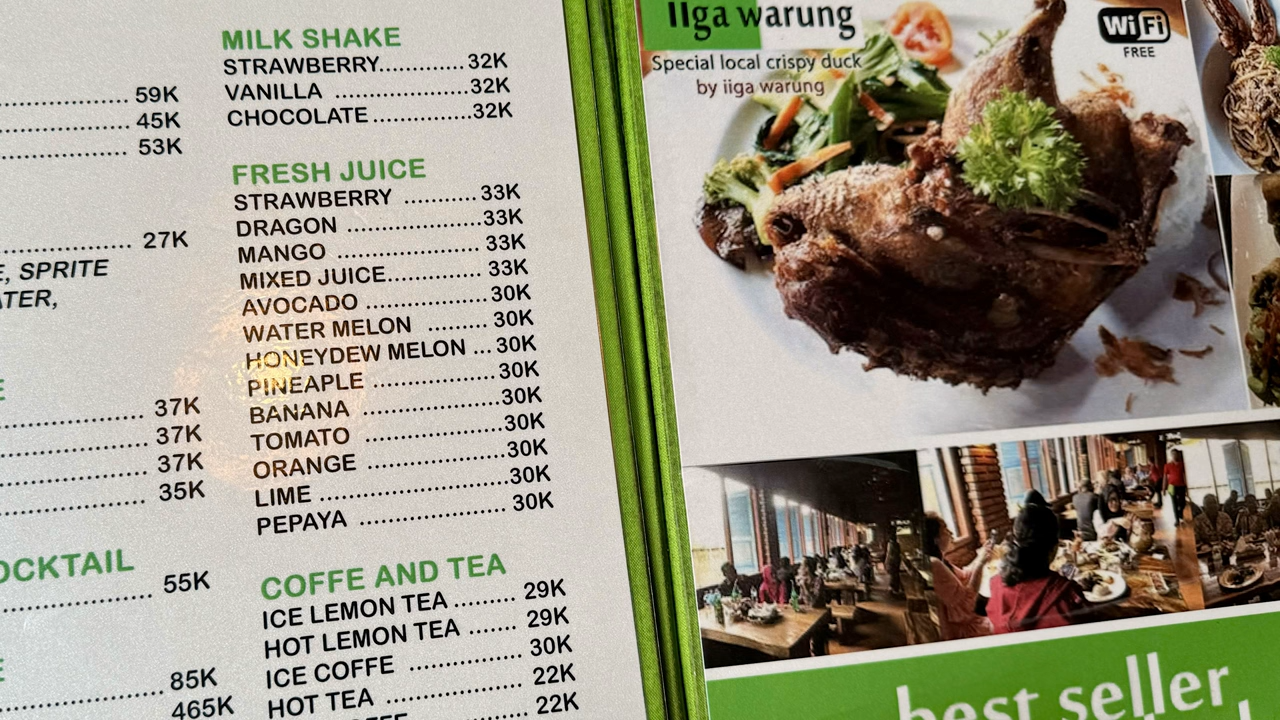 59K
45K
53K
27K
E, SPRITE
ATER,
E
37K
37K
37K
35K
OCKTAIL
55K
E
85K
465K
MILK SHAKE
STRAWBERRY..............32K
VANILLA ......................32K
CHOCOLATE.................32K
FRESH JUICE
STRAWBERRY ............33K
DRAGON ......................33K
MANGO ........................33K
MIXED JUICE................. 33K
AVOCADO .....................30K
WATER MELON .......... 30K
HONEYDEW MELON ... 30K
PINEAPLE .....................30K
BANANA .......................30K
TOMATO .......................30K
ORANGE .......................30K
LIME ..............................30K
PEPAYA ........................ 30K
COFFE AND TEA
ICE LEMON TEA.......... 29K
HOT LEMON TEA ....... 29K
ICE COFFE ................... 30K
HOT TEA ....................... 22K
22K
IIga warung
Special local crispy duck
by iiga warung
WiFi
FREE
best seller